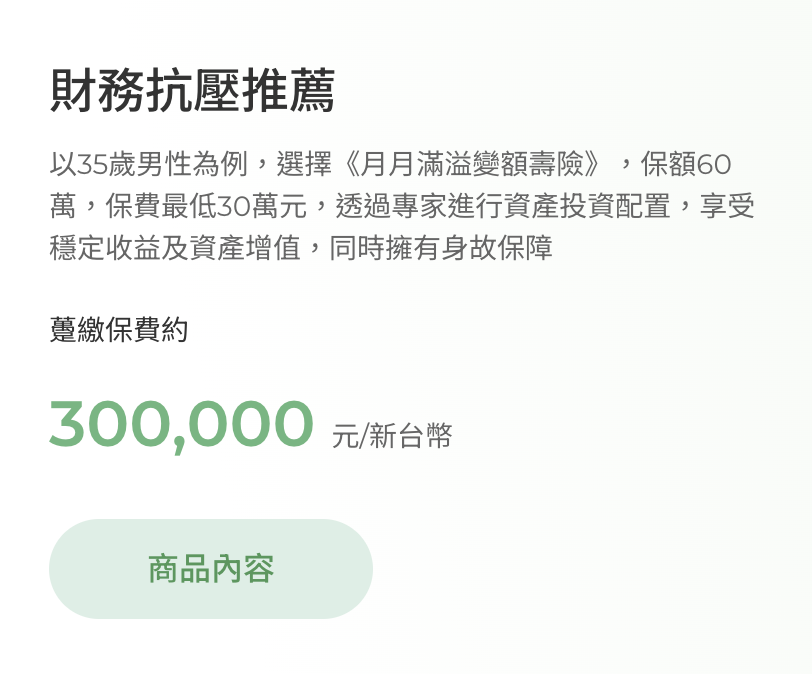 財務抗壓推薦
以35歲男性為例，選擇《月月滿溢變額壽險》，保額60
萬，保費最低30萬元，透過專家進行資產投資配置，享受
穩定收益及資產增值，同時擁有身故保障
躉繳保費約
300,000 元/新台幣
商品內容